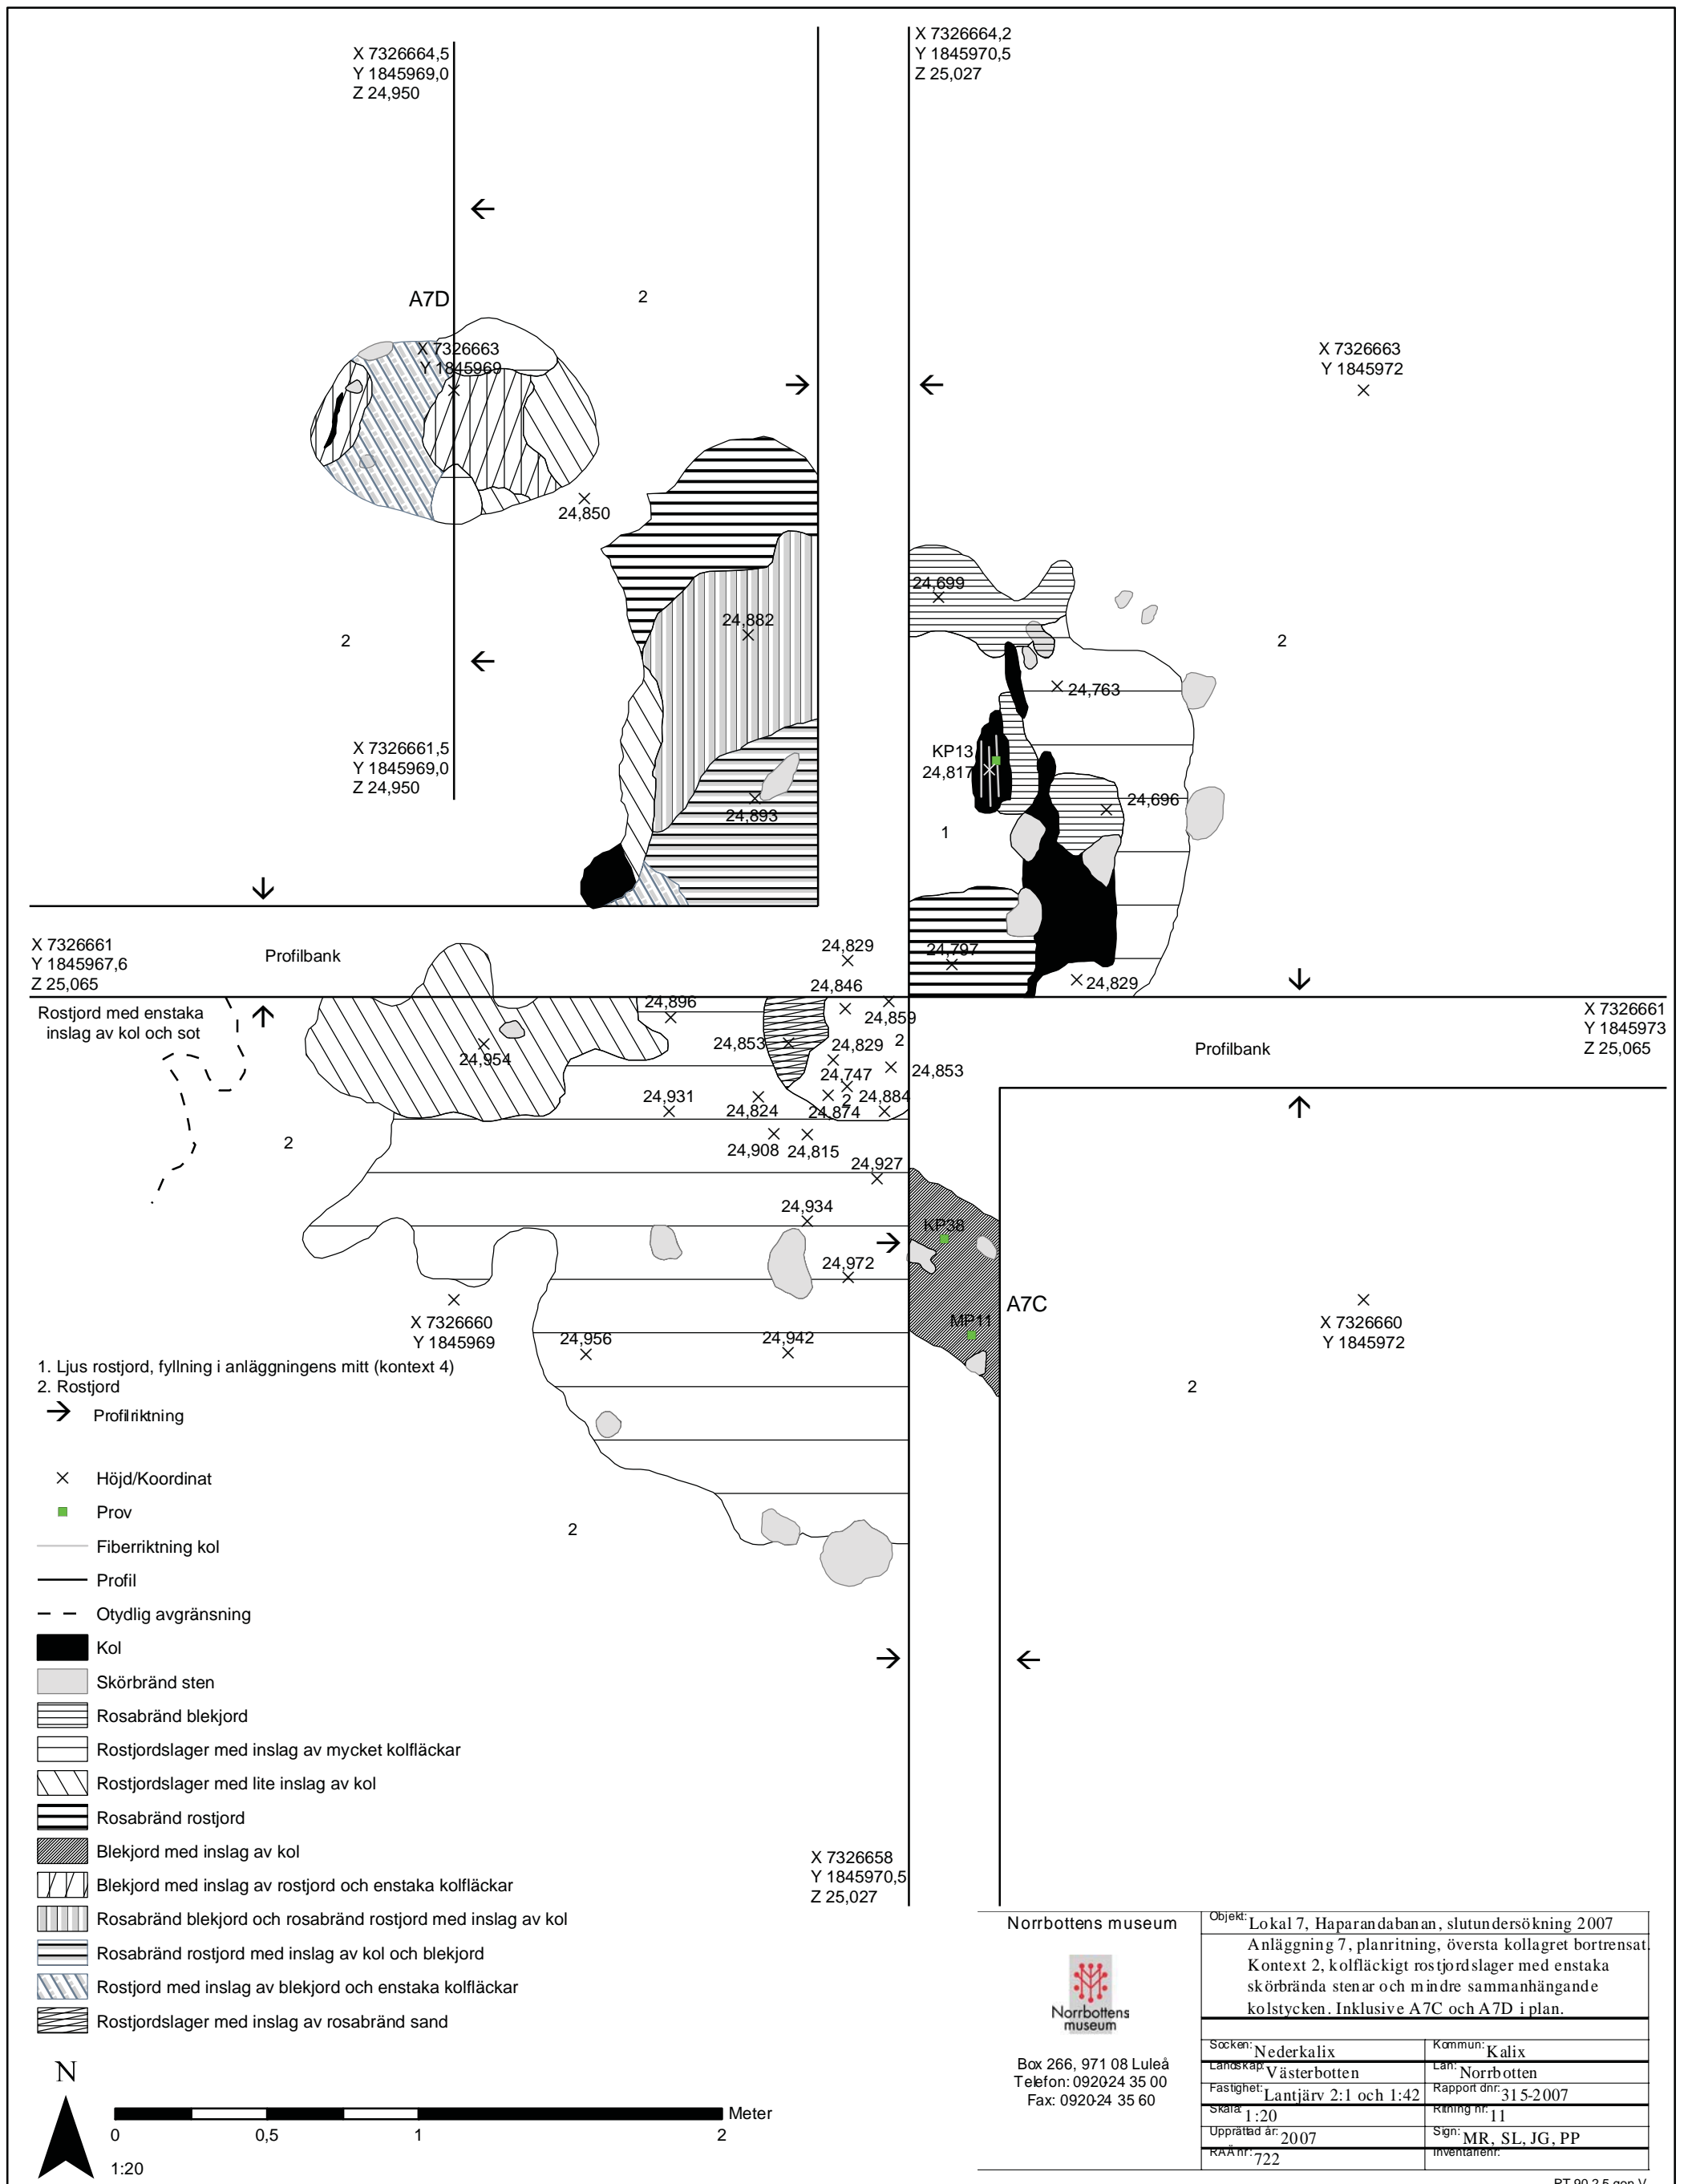 X 7326664,5
Y 1845969,0
Z 24,950
X 7326664,2
Y 1845970,5
Z 25,027
A7D
2
X 7326663
Y 1845969
X 7326663
Y 1845972
24,850
24,699
24,882
2
2
24,763
X 7326661,5
Y 1845969,0
Z 24,950
KP13
24,817
24,696
24,893
1
X 7326661
Y 1845967,6
Z 25,065
Profilbank
24,829
24,797
24,829
24,846
Rostjord med enstaka
inslag av kol och sot
24,896
24,859
X 7326661
Y 1845973
Z 25,065
24,954
24,853
24,829
2
Profilbank
24,747
24,853
24,931
24,824
24,874
2
24,884
2
24,908
24,815
24,927
24,934
KP38
24,972
A7C
X 7326660
Y 1845969
24,956
24,942
MP11
X 7326660
Y 1845972
2
1. Ljus rostjord, fyllning i anläggningens mitt (kontext 4)
2. Rostjord
Profilriktning
Höjd/Koordinat
Prov
2
Fiberriktning kol
Profil
Otydlig avgränsning
Kol
Skörbränd sten
Rosabränd blekjord
Rostjordslager med inslag av mycket kolfläckar
Rostjordslager med lite inslag av kol
Rosabränd rostjord
Blekjord med inslag av kol
Blekjord med inslag av rostjord och enstaka kolfläckar
Rosabränd blekjord och rosabränd rostjord med inslag av kol
Rosabränd rostjord med inslag av kol och blekjord
Rostjord med inslag av blekjord och enstaka kolfläckar
Rostjordslager med inslag av rosabränd sand
X 7326658
Y 1845970,5
Z 25,027
N
0 0,5 1 2 Meter
1:20
Norrbottens museum
Norrbottens
museum
Box 266, 971 08 Luleå
Telefon: 0920-24 35 00
Fax: 0920-24 35 60
Objekt: Lokal 7, Haparandabanan, slutundersökning 2007
Anläggning 7, planritning, översta kollagret bortrensat.
Kontext 2, kolfläckigt rostjordslager med enstaka
skörbrända stenar och mindre sammanhängande
kolstycken. Inklusive A7C och A7D i plan.
Socken: Nederkalix Kommun: Kalix
Landskap: Västerbotten Län: Norrbotten
Fastighet: Lantjärv 2:1 och 1:42 Rapport dnr: 315-2007
Skala: 1:20 Ritning nr: 11
Upprättad år: 2007 Sign: MR, SL, JG, PP
RAÄ nr: 722 Inventarienr:
RT 90 2,5 gon V